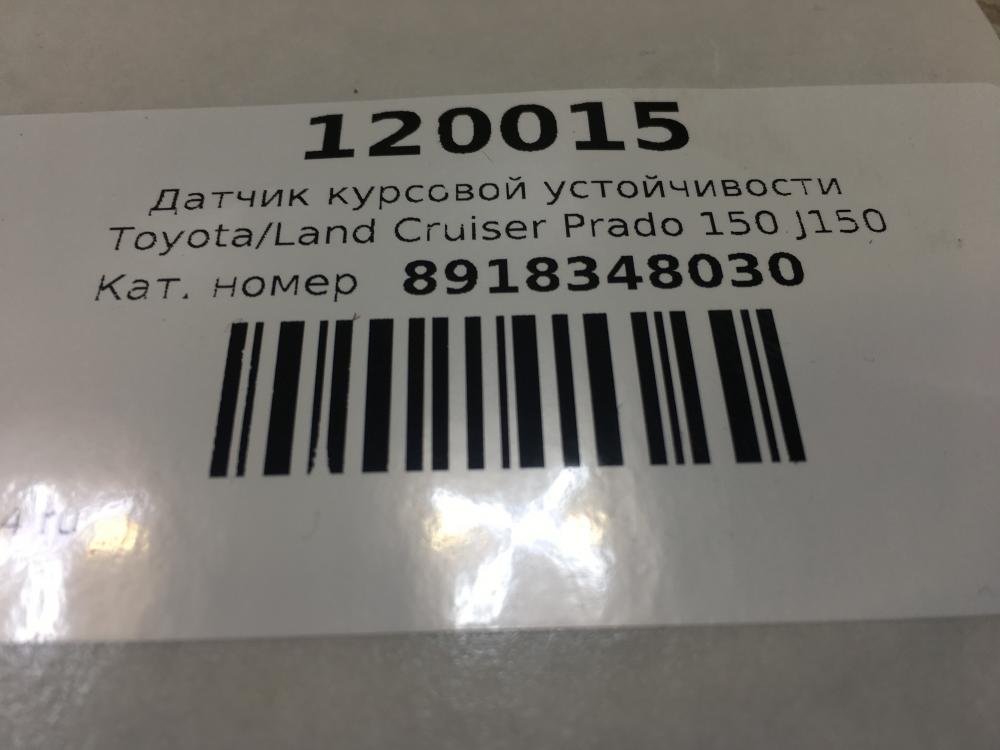 120015
Датчик курсовой устойчивости
Toyota/Land Cruiser Prado 150 J150
Кат. номер 8918348030